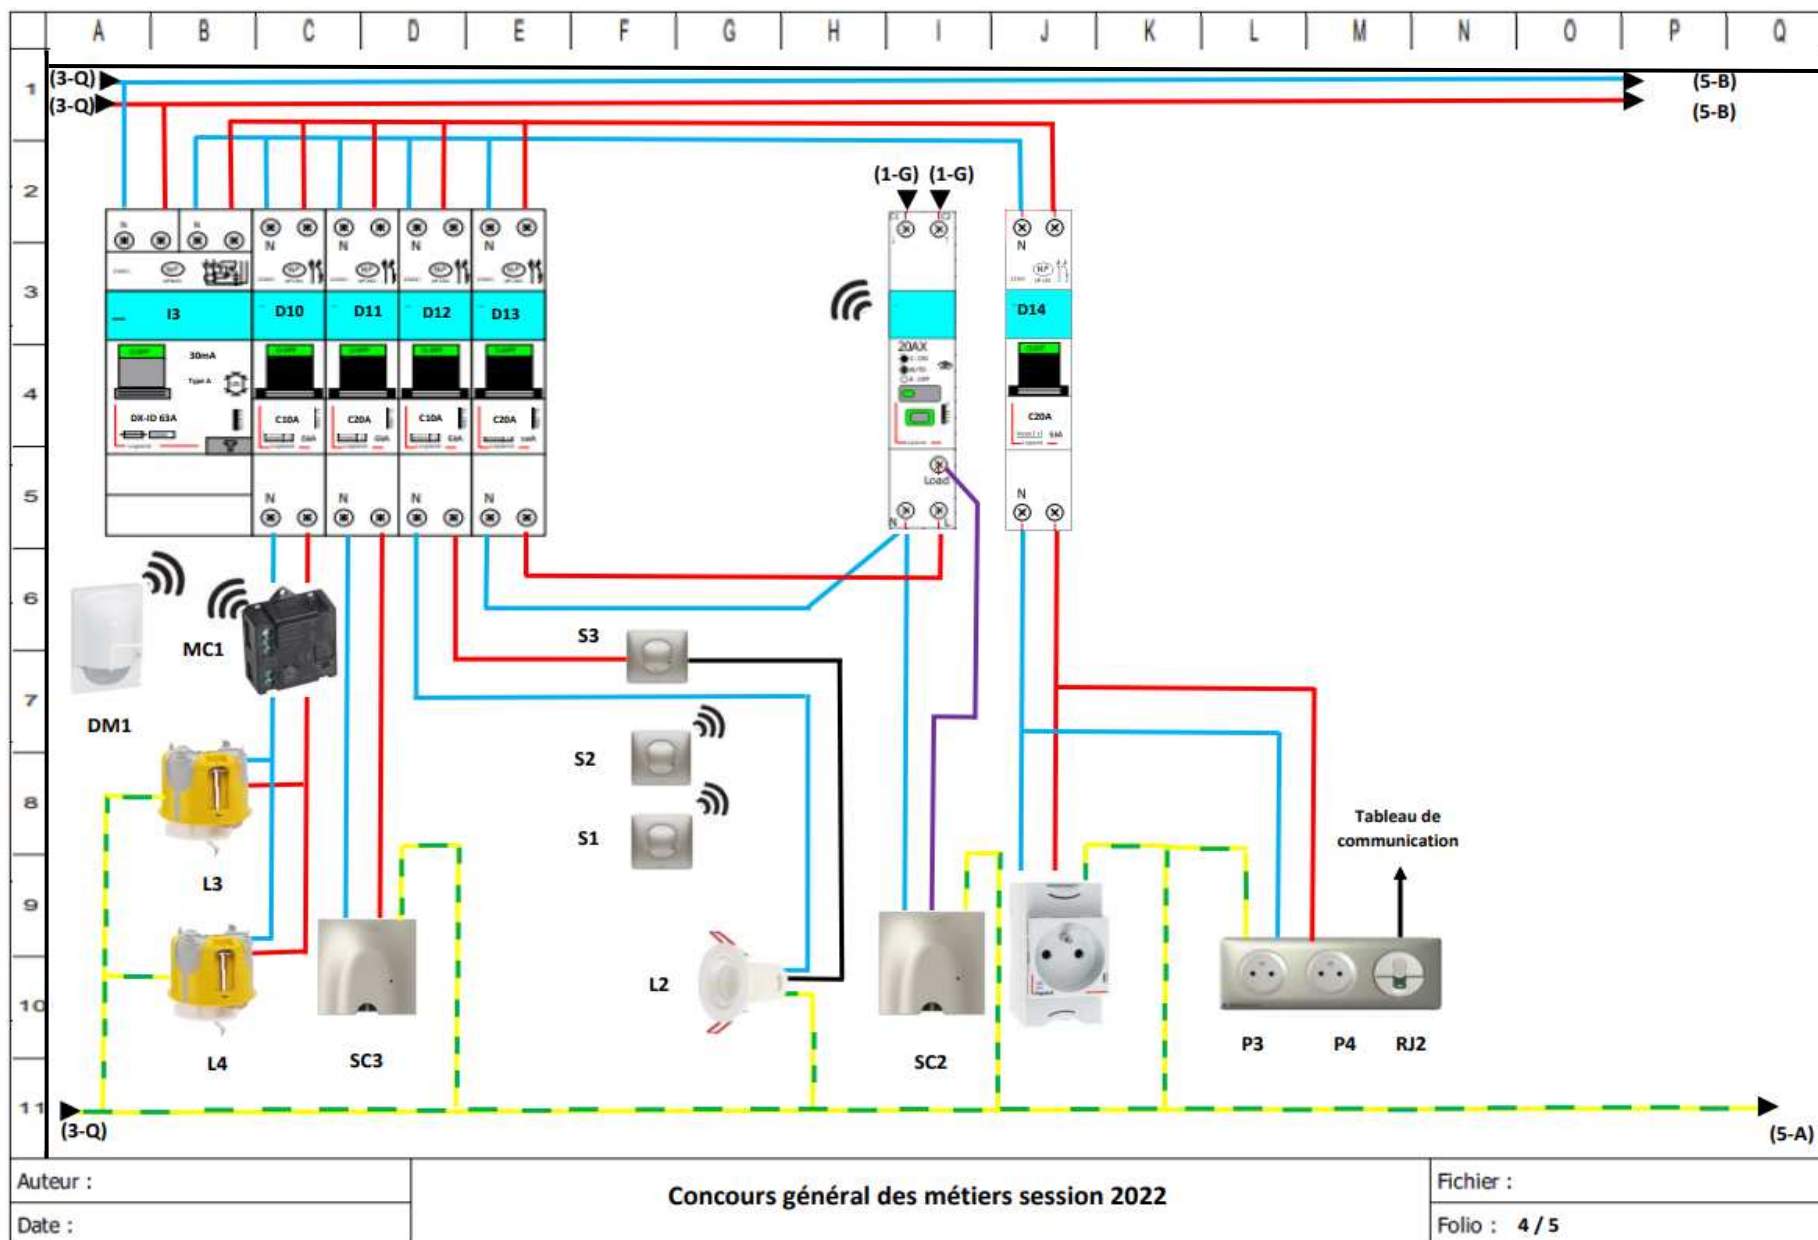 A B C D E F G H I J K L M N O P Q
1
(3-Q) (5-B)
(3-Q) (5-B)
2
(1-G) (1-G)
N N
N N N N N
3
I3 D10 D11 D12 D13 D14
4
30mA
Type A
20AX
DX-ID 63A
C10A C20A C10A C20A C20A
5
Load
N N N N N
N L
6
MC1
S3
7
DM1
S2
8
S1
Tableau de
communication
L3
9
L2
10
P3 P4 RJ2
L4 SC3 SC2
11
(3-Q) (5-A)
Auteur :
Date :
Concours général des métiers session 2022
Fichier :
Folio : 4 / 5